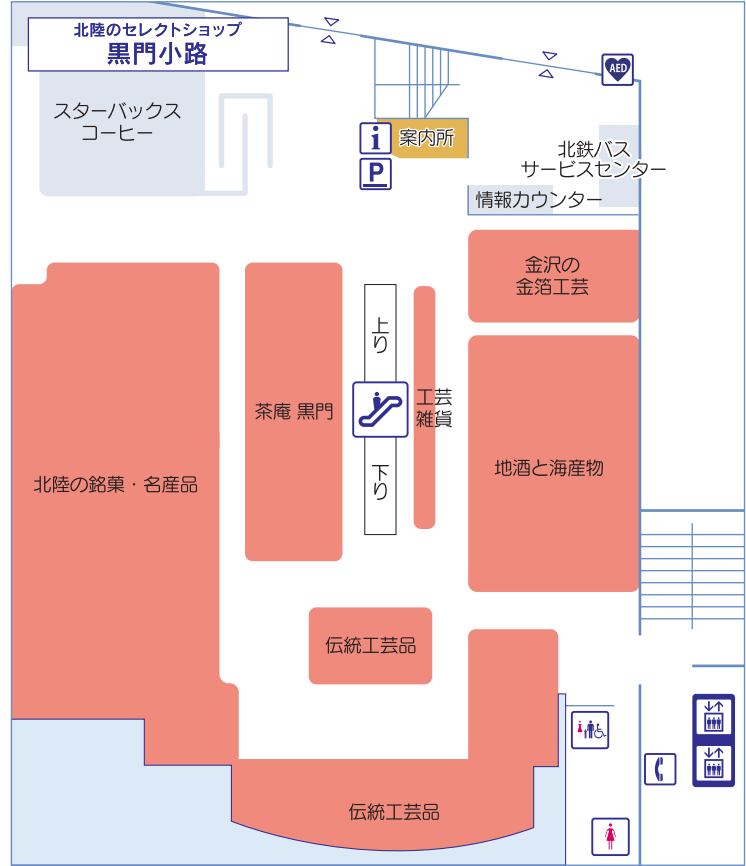 北陸のセレクトショップ
黒門小路
AED
スターバックス
コーヒー
i
案内所
P
北鉄バス
サービスセンター
情報カウンター
金沢の
金箔工芸
上り
工芸
雑貨
茶庵 黒門
地酒と海産物
北陸の銘菓・名産品
下り
伝統工芸品
伝統工芸品